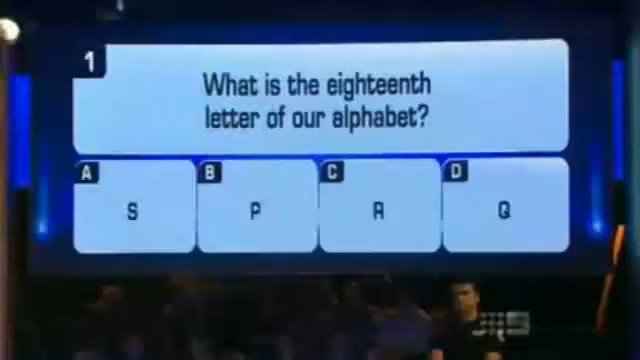 1
What is the eighteenth
letter of our alphabet?
A
S
B
P
C
R
D
Q